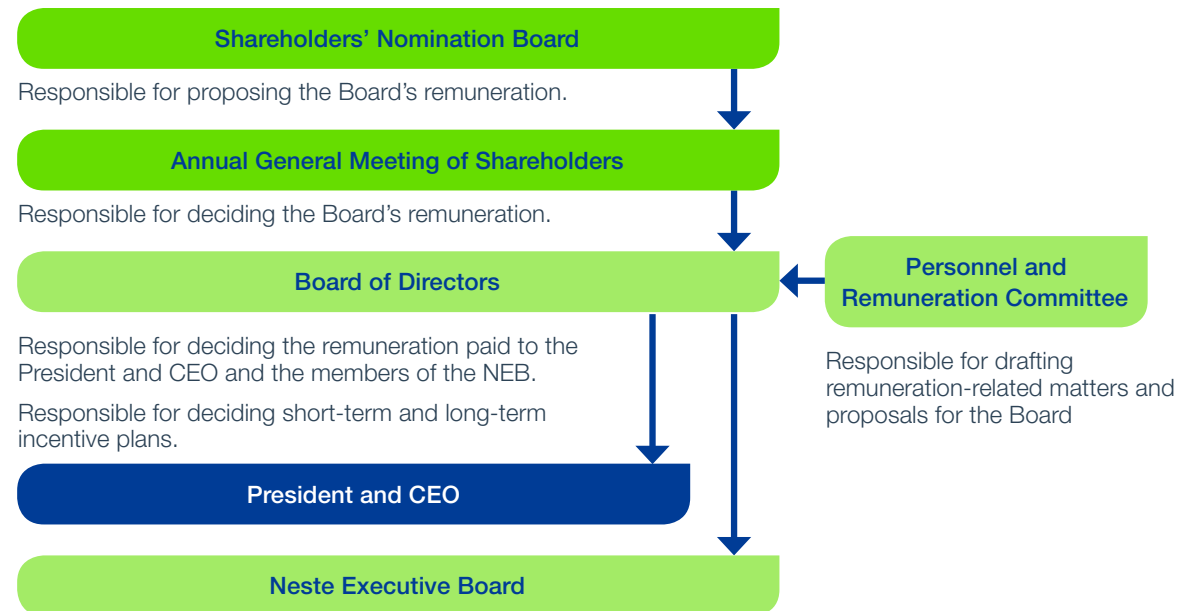 Shareholders’ Nomination Board
Responsible for proposing the Board’s remuneration.
Annual General Meeting of Shareholders
Responsible for deciding the Board’s remuneration.
Board of Directors
Responsible for deciding the remuneration paid to the
President and CEO and the members of the NEB.
Responsible for deciding short-term and long-term
incentive plans.
Personnel and
Remuneration Committee
Responsible for drafting
remuneration-related matters and
proposals for the Board
President and CEO
Neste Executive Board